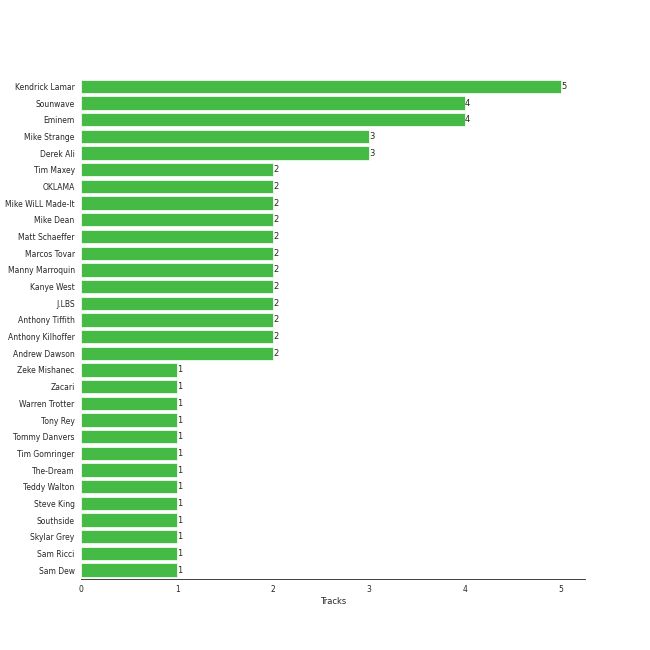 Kendrick Lamar 5
Sounwave 4
Eminem 4
Mike Strange 3
Derek Ali 3
Tim Maxey 2
OKLAMA 2
Mike WiLL Made-It 2
Mike Dean 2
Matt Schaeffer 2
Marcos Tovar 2
Manny Marroquin 2
Kanye West 2
J.LBS 2
Anthony Tiffith 2
Anthony Kilhoffer 2
Andrew Dawson 2
Zeke Mishanec 1
Zacari 1
Warren Trotter 1
Tony Rey 1
Tommy Danvers 1
Tim Gomringer 1
The-Dream 1
Teddy Walton 1
Steve King 1
Southside 1
Skylar Grey 1
Sam Ricci 1
Sam Dew 1
0 1 2 3 4 5
Tracks